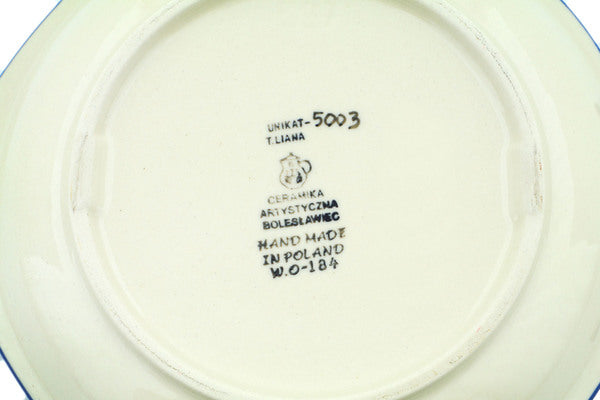 UNIKAT-5003
T.LIANA
CERAMIKA
ARTYSTYCZNA
BOLESŁAWIEC
HAND MADE
IN POLAND
W.O-184